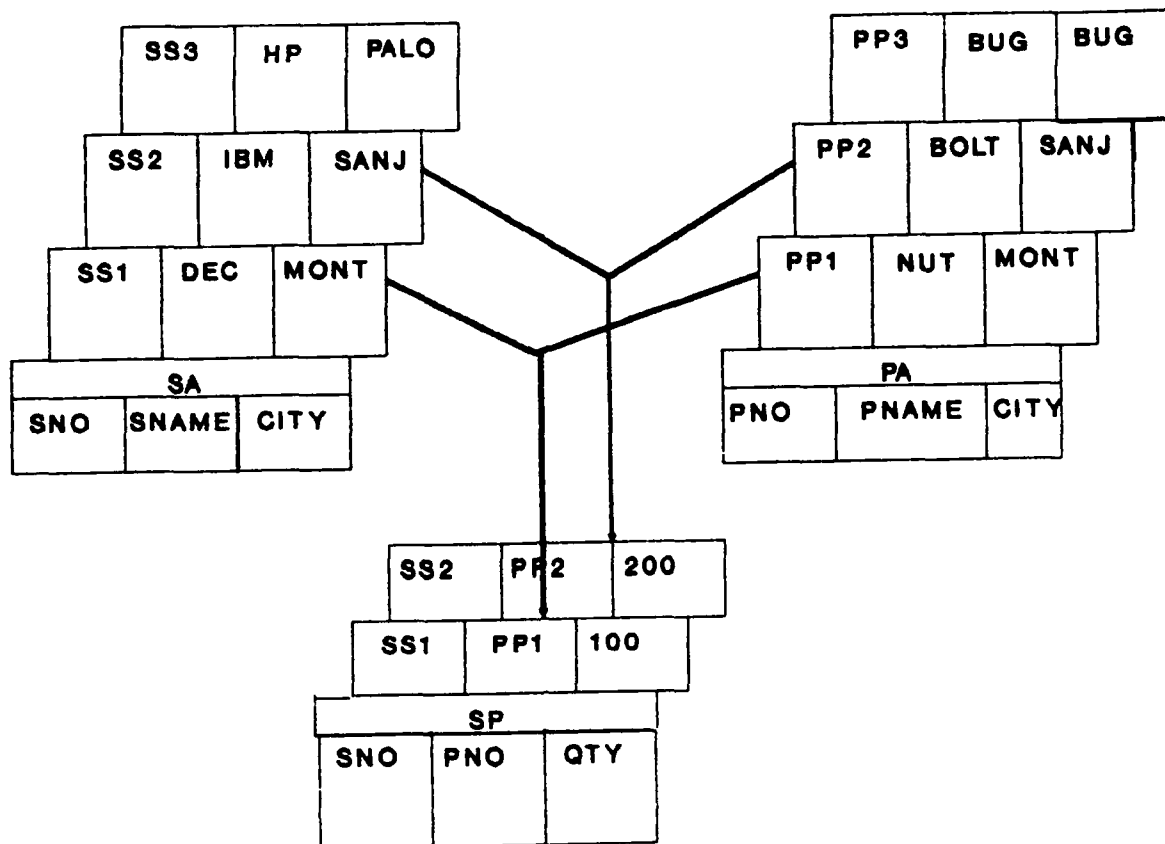 SS3 HP PALO
SS2 IBM SANJ
SS1 DEC MONT
SA
SNO SNAME CITY
PP3 BUG BUG
PP2 BOLT SANJ
PP1 NUT MONT
PA
PNO PNAME CITY
SS2 PP2 200
SS1 PP1 100
SP
SNO PNO QTY